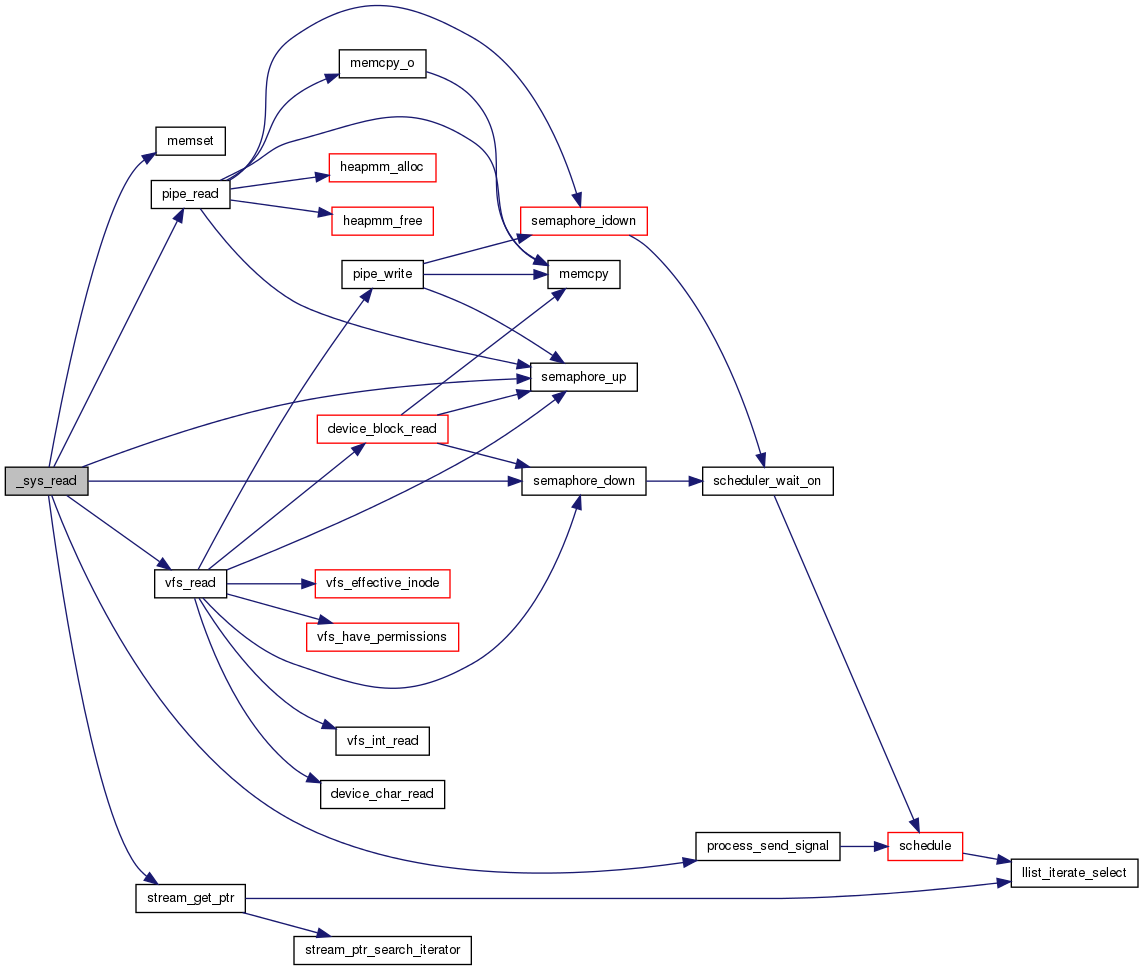 memcpy_o
memset
heapmm_alloc
pipe_read
heapmm_free
semaphore_idown
pipe_write
memcpy
semaphore_up
device_block_read
_sys_read
semaphore_down
scheduler_wait_on
vfs_read
vfs_effective_inode
vfs_have_permissions
vfs_int_read
device_char_read
process_send_signal
schedule
llist_iterate_select
stream_get_ptr
stream_ptr_search_iterator